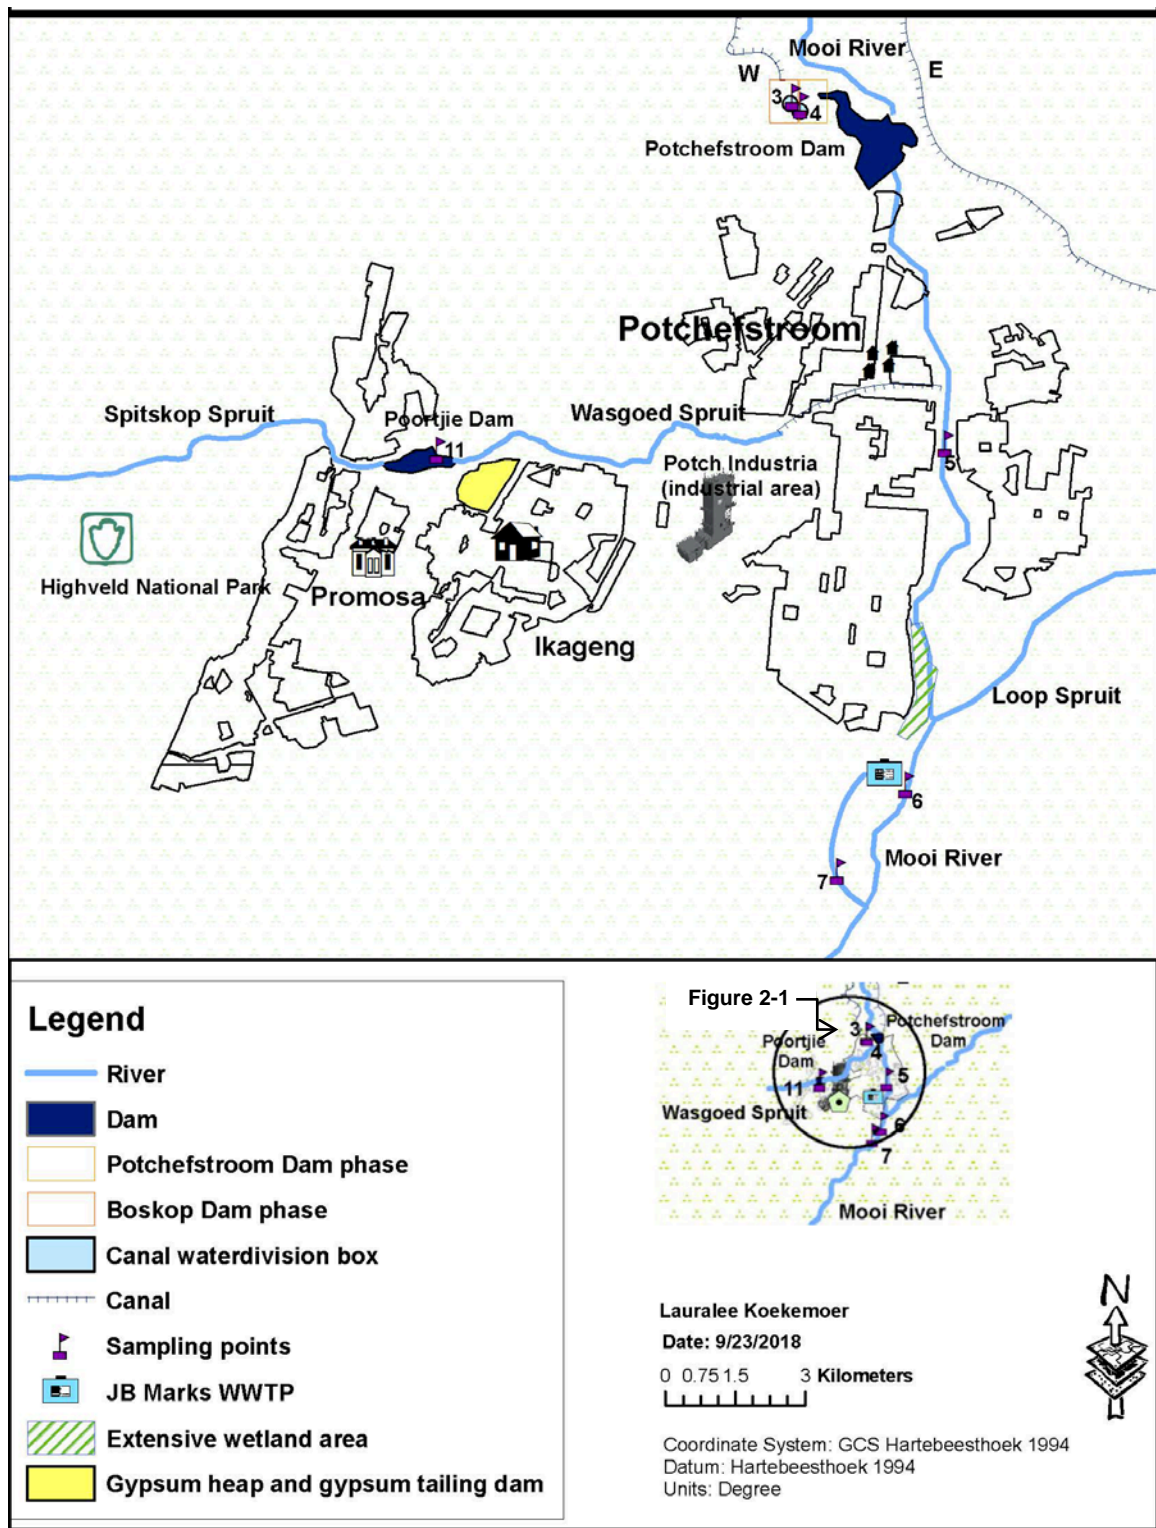 Mooi River
W
E
3
4
Potchefstroom Dam
Potchefstroom
Spitskop Spruit
Poortjie Dam
Wasgoed Spruit
11
5
Potch Industria
(industrial area)
Highveld National Park
Promosa
Ikageng
Loop Spruit
6
Mooi River
7
Legend
River
Dam
Potchefstroom Dam phase
Boskop Dam phase
Canal waterdivision box
Canal
Sampling points
JB Marks WWTP
Extensive wetland area
Gypsum heap and gypsum tailing dam
Figure 2-1
3
Potchefstroom
Dam
Poortjie
Dam
4
11
5
Wasgoed Spruit
6
7
Mooi River
N
Lauralee Koekemoer
Date: 9/23/2018
0 0.75 1.5 3 Kilometers
Coordinate System: GCS Hartebeesthoek 1994
Datum: Hartebeesthoek 1994
Units: Degree